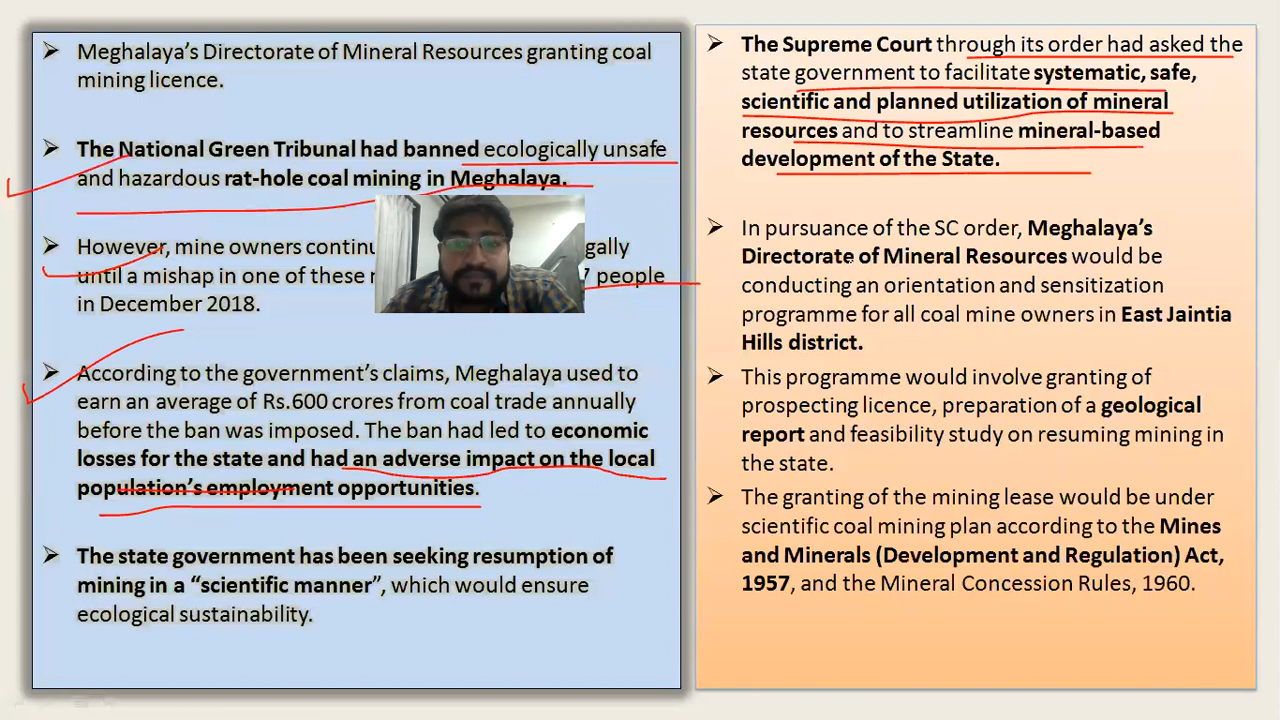 Meghalaya’s Directorate of Mineral Resources granting coal
mining licence.
The National Green Tribunal had banned ecologically unsafe
and hazardous rat-hole coal mining in Meghalaya.
However, mine owners
until a mishap in one of these people
in December 2018.
According to the government’s claims, Meghalaya used to
earn an average of Rs.600 crores from coal trade annually
before the ban was imposed. The ban had led to economic
losses for the state and had an adverse impact on the local
population’s employment opportunities.
The state government has been seeking resumption of
mining in a “scientific manner”, which would ensure
ecological sustainability.
The Supreme Court through its order had asked the
state government to facilitate systematic, safe,
scientific and planned utilization of mineral
resources and to streamline mineral-based
development of the State.
In pursuance of the SC order, Meghalaya’s
Directorate of Mineral Resources would be
conducting an orientation and sensitization
programme for all coal mine owners in East Jaintia
Hills district.
This programme would involve granting of
prospecting licence, preparation of a geological
report and feasibility study on resuming mining in
the state.
The granting of the mining lease would be under
scientific coal mining plan according to the Mines
and Minerals (Development and Regulation) Act,
1957, and the Mineral Concession Rules, 1960.